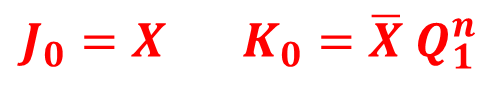 J₀ = X K₀ = X̅ Q₁ⁿ